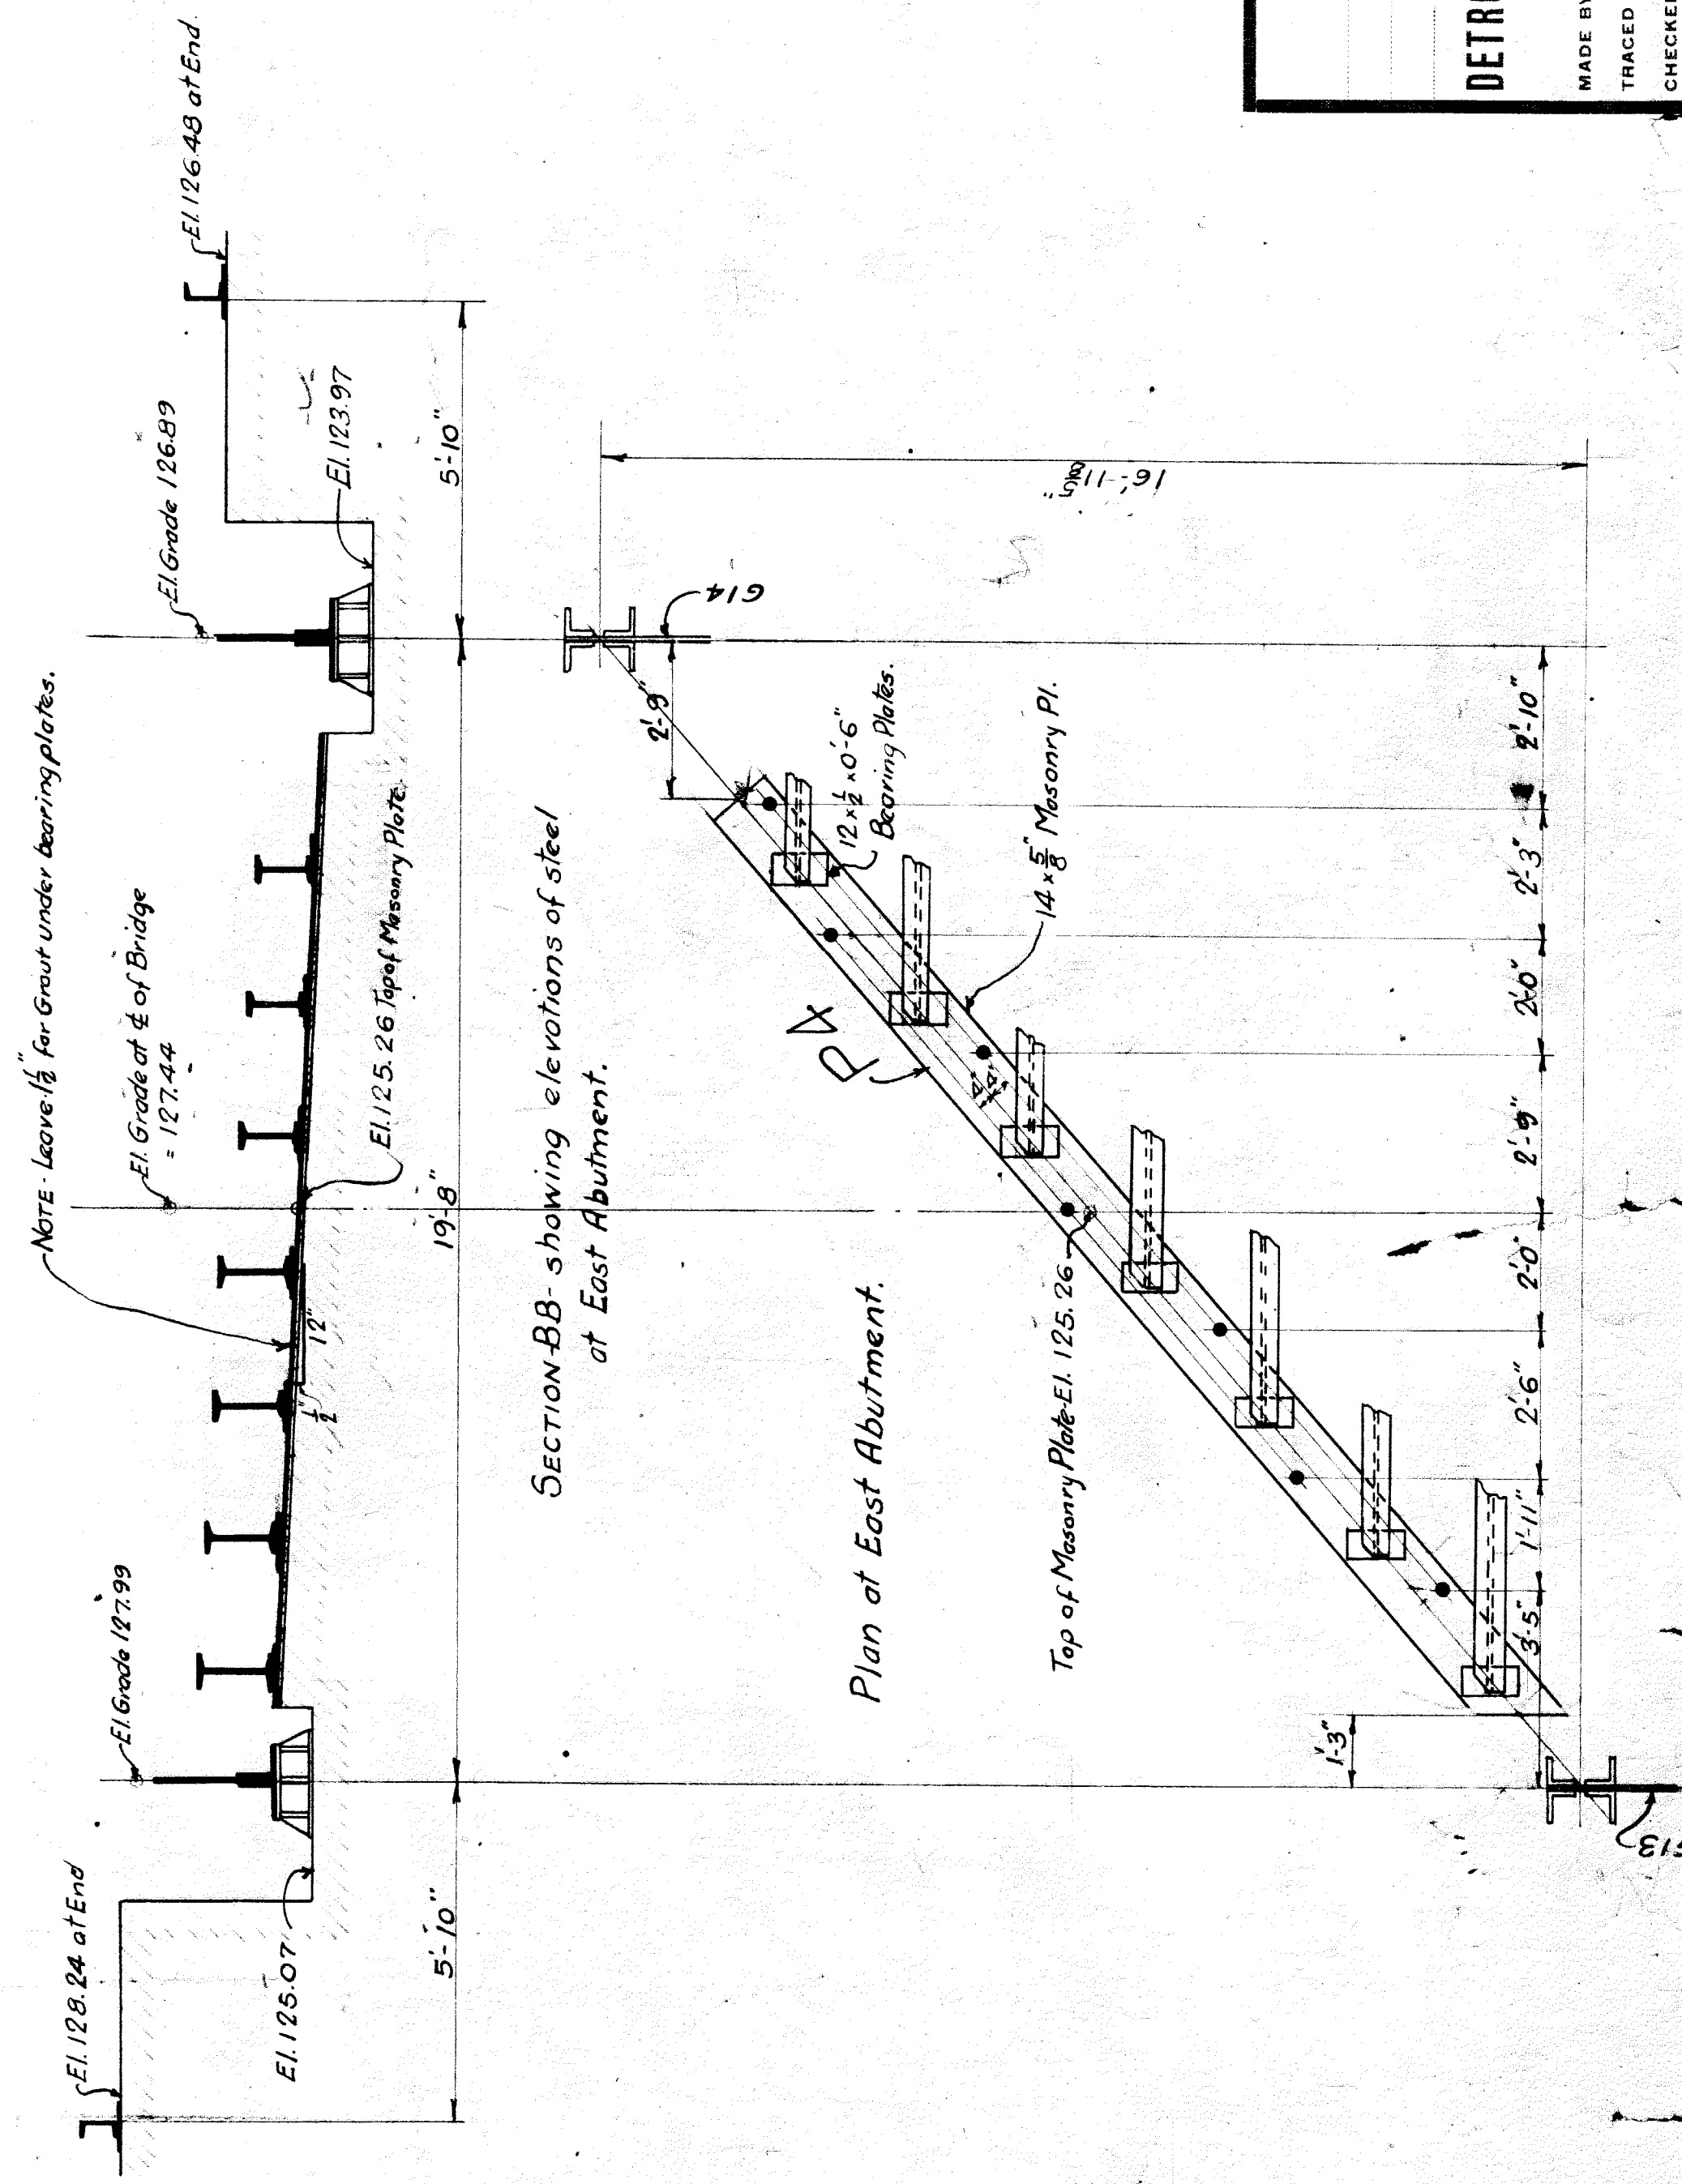 NOTE - Leave 1½" for Grout under bearing plates.
El. 128.24 at End
El. Grade 127.99
El. Grade at ℄ of Bridge
= 127.44
El. Grade 126.89
El. 126.48 at End.
El. 125.07
½"
12"
El. 125.26 Top of Masonry Plate.
El. 123.97
5'-10"
19'-8"
5'-10"
SECTION-BB- showing elevations of steel
at East Abutment.
Plan at East Abutment.
2'-9"
G14
12 x ½ x 0'-6"
Bearing Plates.
P4
14 x ⅝" Masonry Pl.
16'-11⅝"
Top of Masonry Plate-El. 125.26
1'-3"
3'-5"
1'-11"
2'-6"
2'-0"
2'-9"
2'-0"
2'-3"
2'-10"
G13
DETR
MADE BY
TRACED
CHECKE